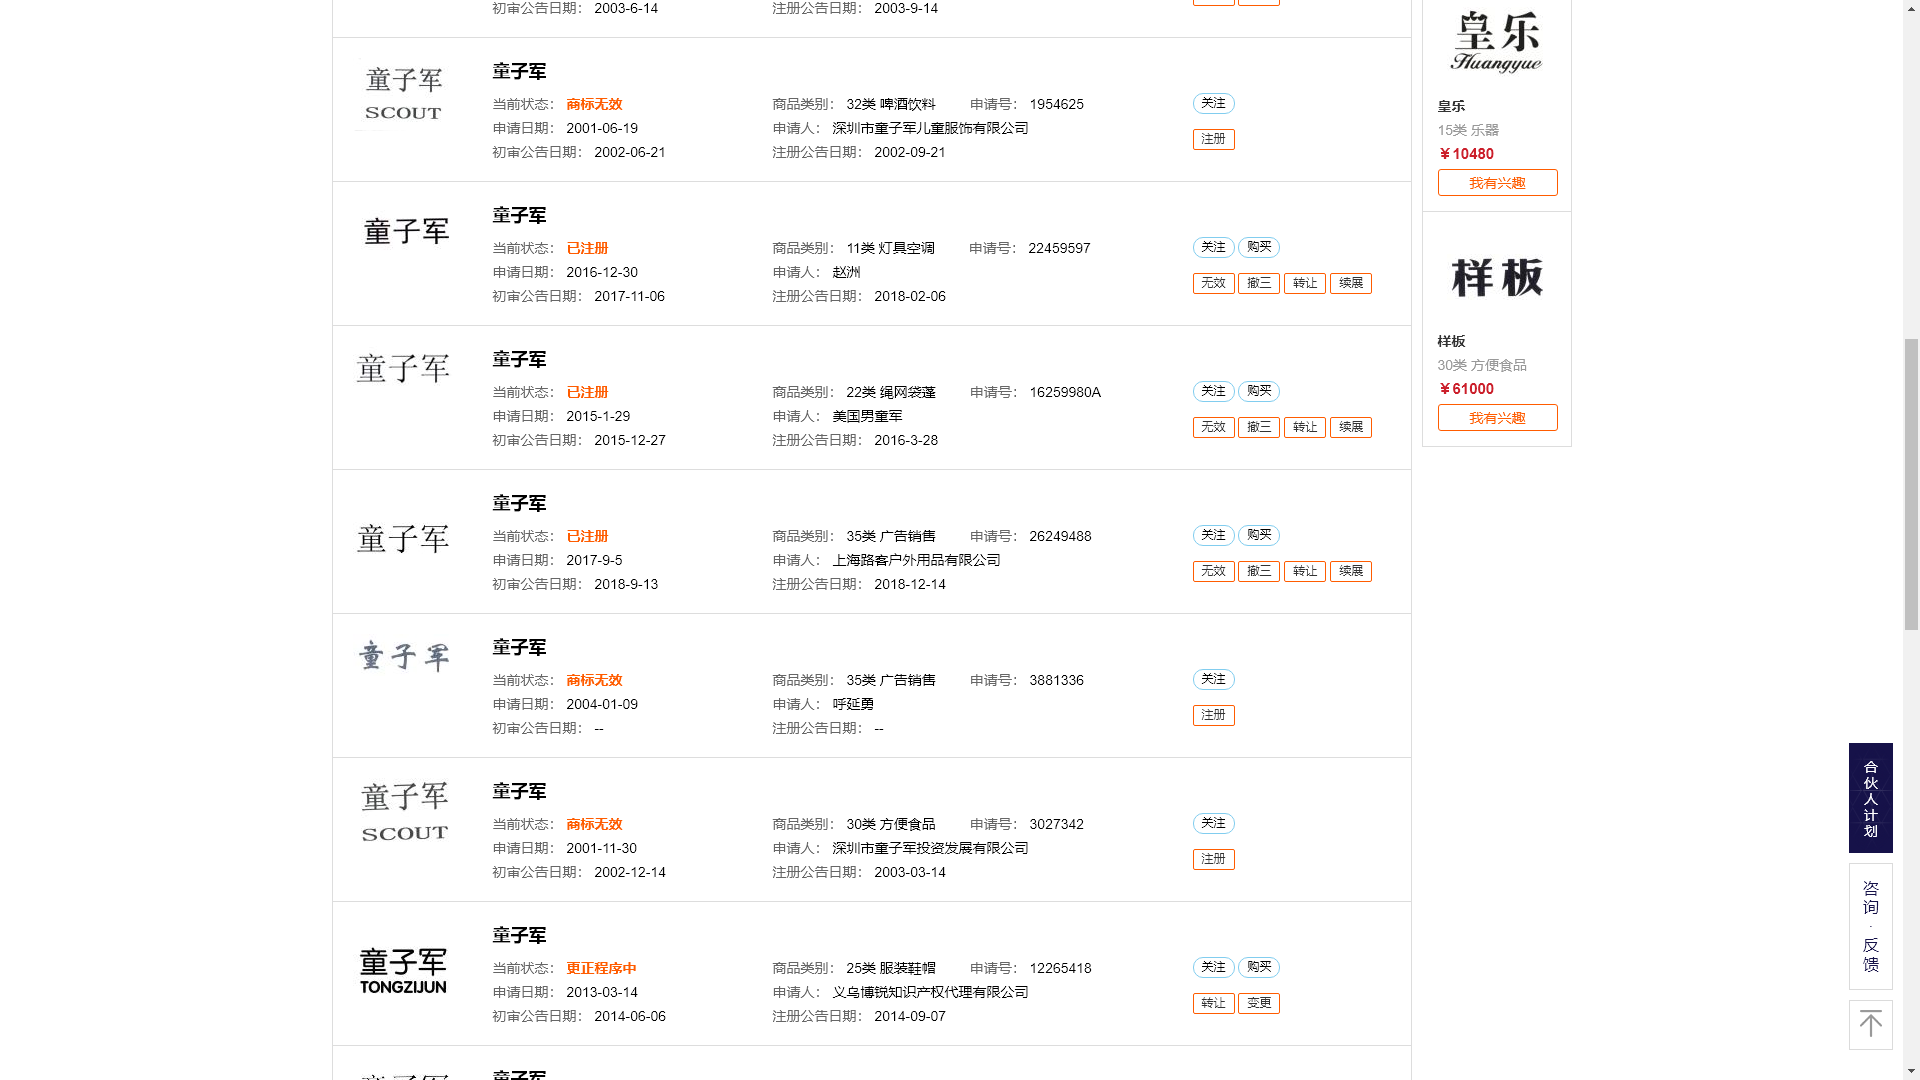 初审公告日期： 2003-6-14 注册公告日期： 2003-9-14
童子军
SCOUT
童子军
当前状态： 商标无效 商品类别： 32类 啤酒饮料 申请号： 1954625 关注
申请日期： 2001-06-19 申请人： 深圳市童子军儿童服饰有限公司 注册
初审公告日期： 2002-06-21 注册公告日期： 2002-09-21
童子军
童子军
当前状态： 已注册 商品类别： 11类 灯具空调 申请号： 22459597 关注 购买
申请日期： 2016-12-30 申请人： 赵洲 无效 撤三 转让 续展
初审公告日期： 2017-11-06 注册公告日期： 2018-02-06
童子军
童子军
当前状态： 已注册 商品类别： 22类 绳网袋蓬 申请号： 16259980A 关注 购买
申请日期： 2015-1-29 申请人： 美国男童军 无效 撤三 转让 续展
初审公告日期： 2015-12-27 注册公告日期： 2016-3-28
童子军
童子军
当前状态： 已注册 商品类别： 35类 广告销售 申请号： 26249488 关注 购买
申请日期： 2017-9-5 申请人： 上海路客户外用品有限公司 无效 撤三 转让 续展
初审公告日期： 2018-9-13 注册公告日期： 2018-12-14
童子军
童子军
当前状态： 商标无效 商品类别： 35类 广告销售 申请号： 3881336 关注
申请日期： 2004-01-09 申请人： 呼延勇 注册
初审公告日期： -- 注册公告日期： --
童子军
SCOUT
童子军
当前状态： 商标无效 商品类别： 30类 方便食品 申请号： 3027342 关注
申请日期： 2001-11-30 申请人： 深圳市童子军投资发展有限公司 注册
初审公告日期： 2002-12-14 注册公告日期： 2003-03-14
童子军
TONGZIJUN
童子军
当前状态： 更正程序中 商品类别： 25类 服装鞋帽 申请号： 12265418 关注 购买
申请日期： 2013-03-14 申请人： 义乌博锐知识产权代理有限公司 转让 变更
初审公告日期： 2014-06-06 注册公告日期： 2014-09-07
童子军
童子军
皇乐
Huangyue
皇乐
15类 乐器
￥10480
我有兴趣
样板
样板
30类 方便食品
￥61000
我有兴趣
合伙人计划
咨询·反馈